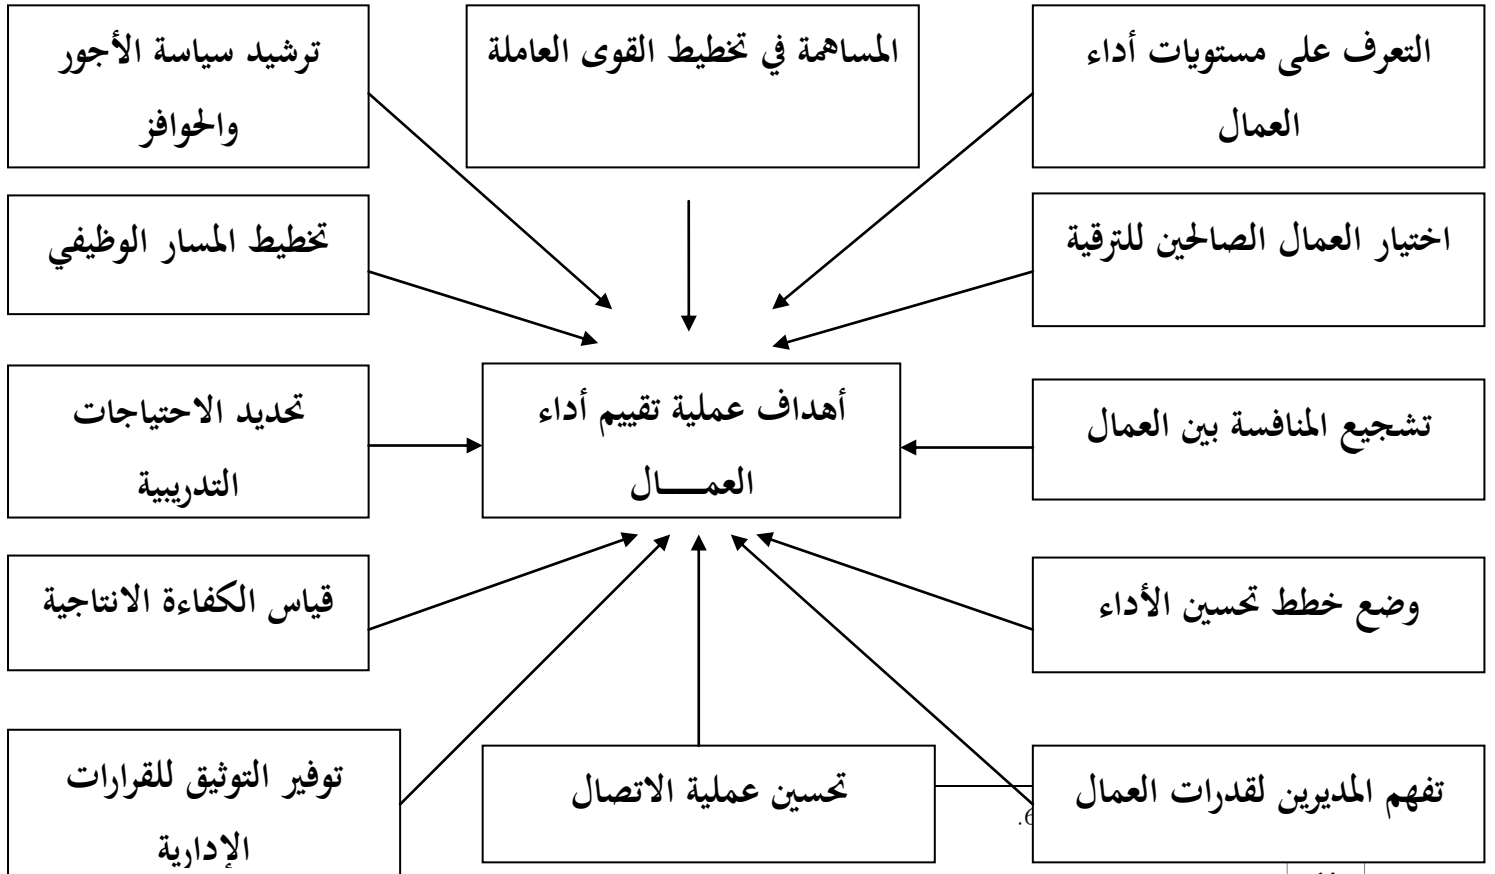 التعرف على مستويات أداء
العمال
المساهمة في تخطيط القوى العاملة
ترشيد سياسة الأجور
والحوافز
اختيار العمال الصالحين للترقية
تخطيط المسار الوظيفي
تشجيع المنافسة بين العمال
أهداف عملية تقييم أداء
العمـــــال
تحديد الاحتياجات
التدريبية
وضع خطط تحسين الأداء
قياس الكفاءة الانتاجية
تفهم المديرين لقدرات العمال
تحسين عملية الاتصال
توفير التوثيق للقرارات
الإدارية